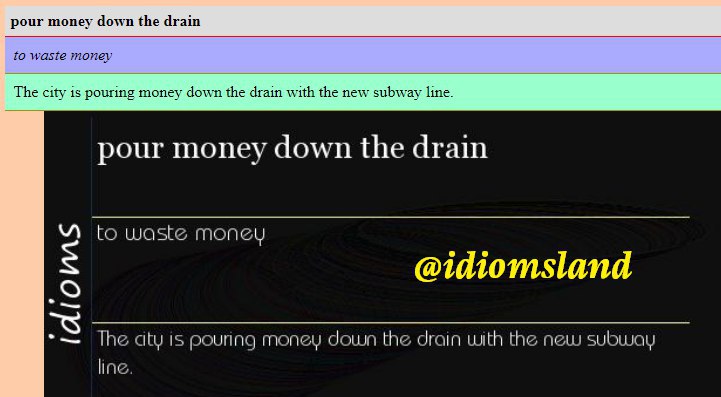 pour money down the drain
to waste money
The city is pouring money down the drain with the new subway line.
pour money down the drain
to waste money
@idiomsland
idioms
The city is pouring money down the drain with the new subway
line.